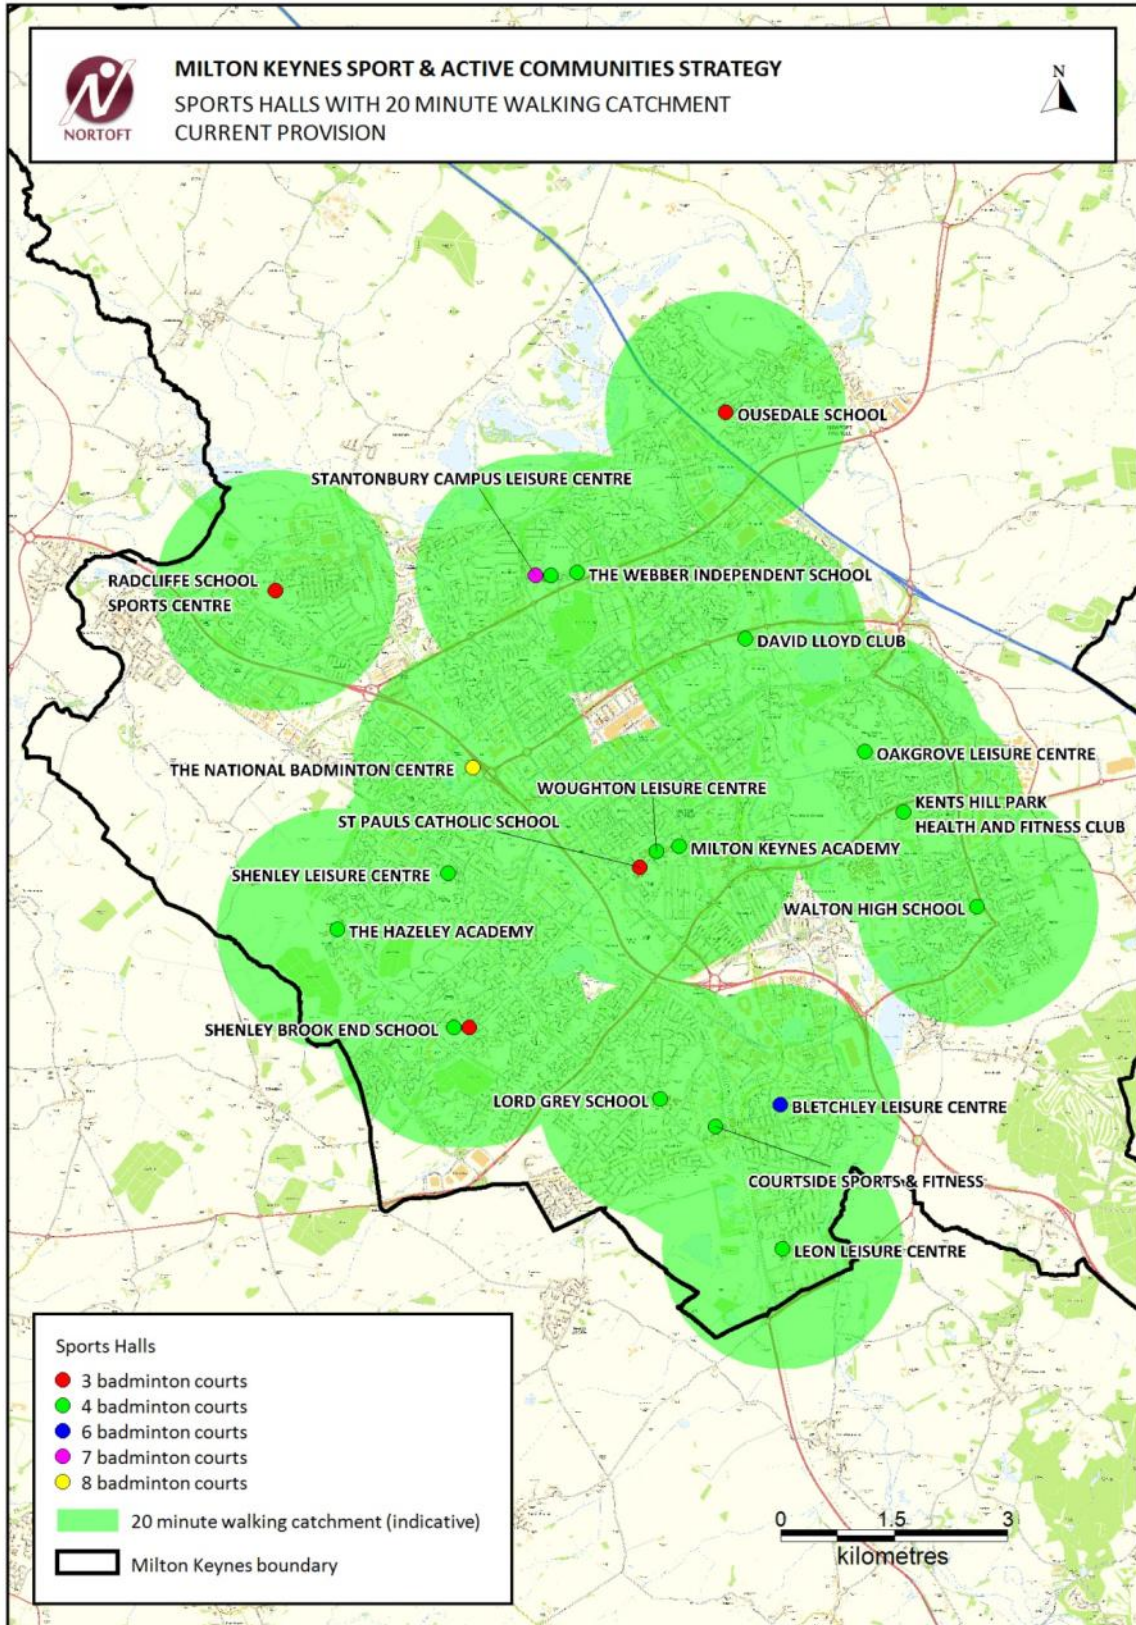 MILTON KEYNES SPORT & ACTIVE COMMUNITIES STRATEGY
SPORTS HALLS WITH 20 MINUTE WALKING CATCHMENT
CURRENT PROVISION
NORTOFT
N
OUSEDALE SCHOOL
STANTONBURY CAMPUS LEISURE CENTRE
RADCLIFFE SCHOOL
SPORTS CENTRE
THE WEBBER INDEPENDENT SCHOOL
DAVID LLOYD CLUB
OAKGROVE LEISURE CENTRE
THE NATIONAL BADMINTON CENTRE
WOUGHTON LEISURE CENTRE
KENTS HILL PARK
HEALTH AND FITNESS CLUB
ST PAULS CATHOLIC SCHOOL
MILTON KEYNES ACADEMY
SHENLEY LEISURE CENTRE
WALTON HIGH SCHOOL
THE HAZELEY ACADEMY
SHENLEY BROOK END SCHOOL
LORD GREY SCHOOL
BLETCHLEY LEISURE CENTRE
COURTSIDE SPORTS & FITNESS
LEON LEISURE CENTRE
Sports Halls
3 badminton courts
4 badminton courts
6 badminton courts
7 badminton courts
8 badminton courts
20 minute walking catchment (indicative)
Milton Keynes boundary
0 1.5 3
kilometres